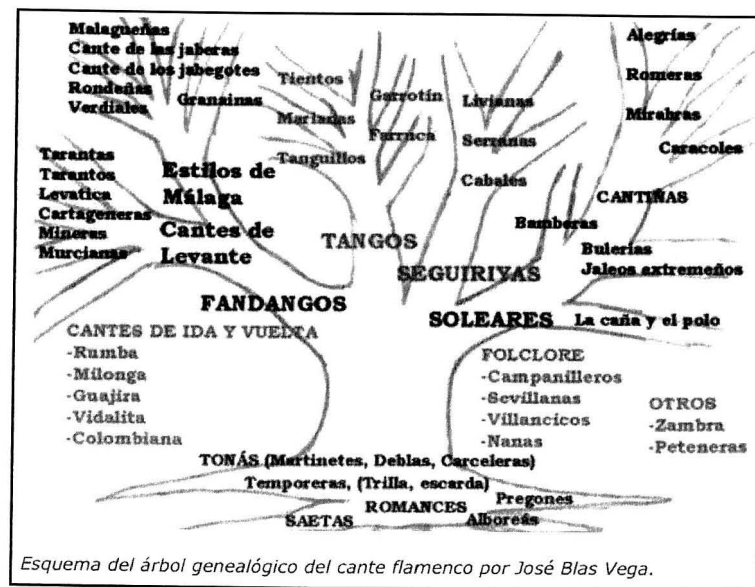 Malagueñas
Cante de las jaberas
Cante de los jabegotes
Rondeñas
Verdiales
Granainas
Tarantas
Tarantos
Levatica
Cartageneras
Mineras
Murcianas
Estilos de
Málaga
Cantes de
Levante
FANDANGOS
Tientos
Marianas
Tanguillos
Garrotín
Farruca
TANGOS
Livianas
Serranas
Cabales
SEGUIRIYAS
Alegrías
Romeras
Mirabras
Caracoles
CANTIÑAS
Bamberas
Bulerías
Jaleos axtremeños
SOLEARES
La caña y el polo
CANTES DE IDA Y VUELTA
-Rumba
-Milonga
-Guajira
-Vidalita
-Colombiana
FOLCLORE
-Campanilleros
-Sevillanas
-Villancicos
-Nanas
OTROS
-Zambra
-Peteneras
TONÁS (Martinetes, Deblas, Carceleras)
Temporeras, (Trilla, escarda)
ROMANCES
Pregones
SAETAS
Alboreás
Esquema del árbol genealógico del cante flamenco por José Blas Vega.